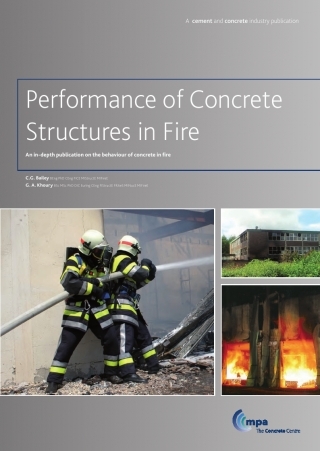 A cement and concrete industry publication
Performance of Concrete
Structures in Fire
An in-depth publication on the behaviour of concrete in fire
C.G. Bailey
G. A. Khoury
mpa
The Concrete Centre